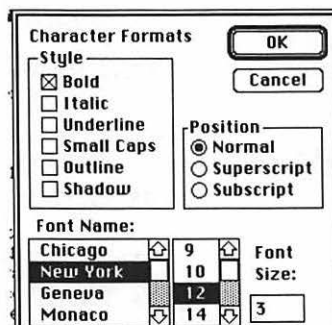 Character Formats
OK
Cancel
Style
Bold
Italic
Underline
Small Caps
Outline
Shadow
Position
Normal
Superscript
Subscript
Font Name:
Chicago
New York
Geneva
Monaco
9
10
12
14
Font
Size:
3